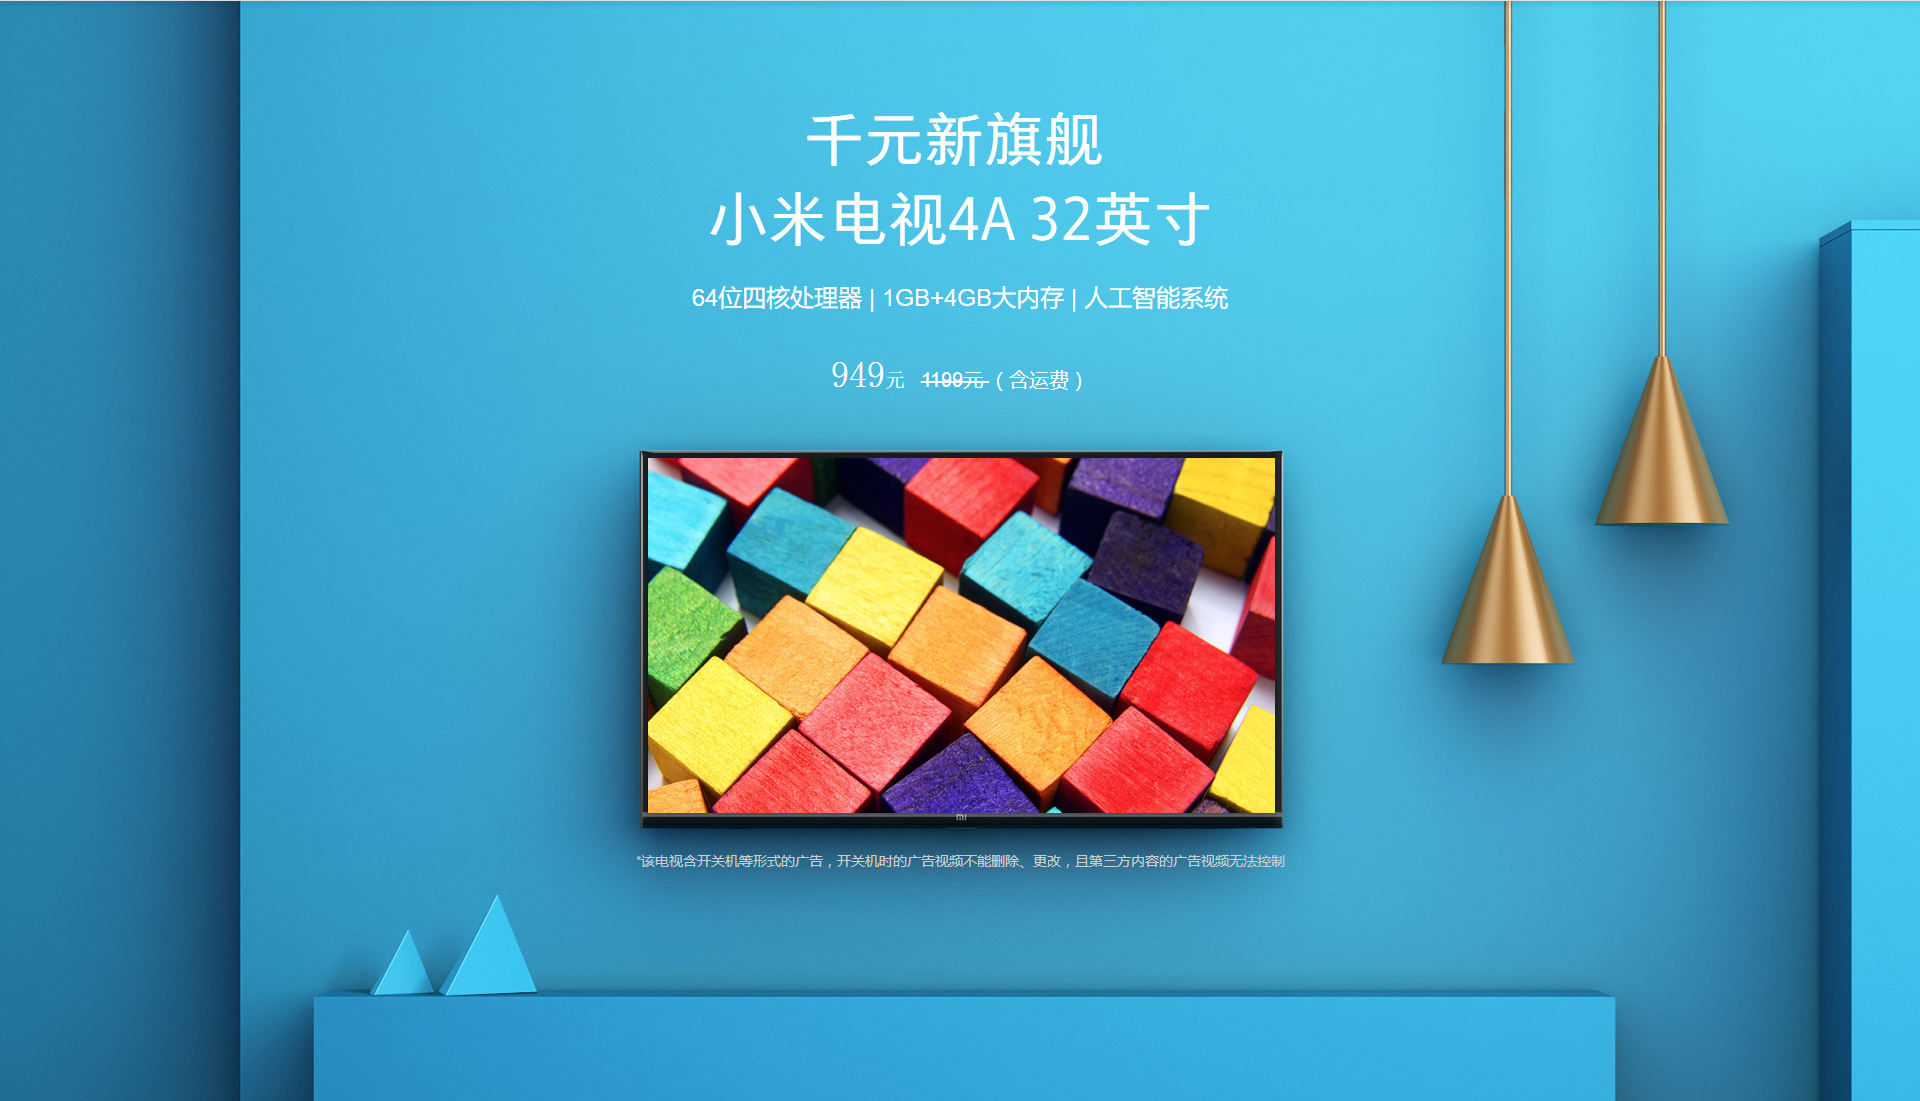 千元新旗舰
小米电视4A 32英寸
64位四核处理器 | 1GB+4GB大内存 | 人工智能系统
949元 1199元 (含运费)
mi
*该电视含开关机等形式的广告，开关机时的广告视频不能删除、更改，且第三方内容的广告视频无法控制